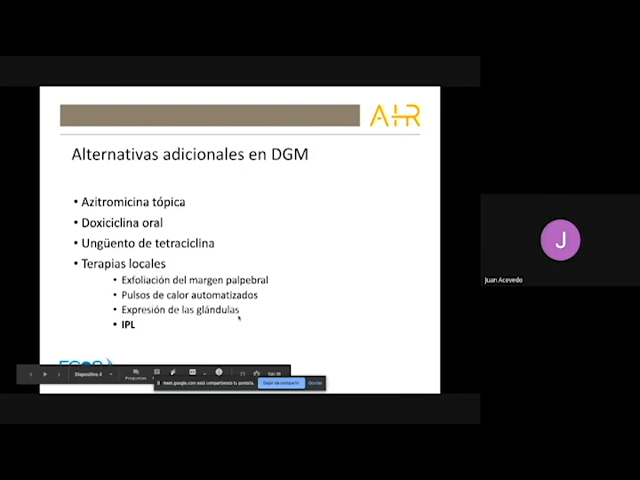 AHR
Alternativas adicionales en DGM
• Azitromicina tópica
• Doxiciclina oral
• Ungüento de tetraciclina
• Terapias locales
• Exfoliación del margen palpebral
• Pulsos de calor automatizados
• Expresión de las glándulas
• IPL
Diapositiva 4
Preguntas
meet.google.com está compartiendo tu pantalla.
Dejar de compartir
Ocultar
J
Juan Acevedo